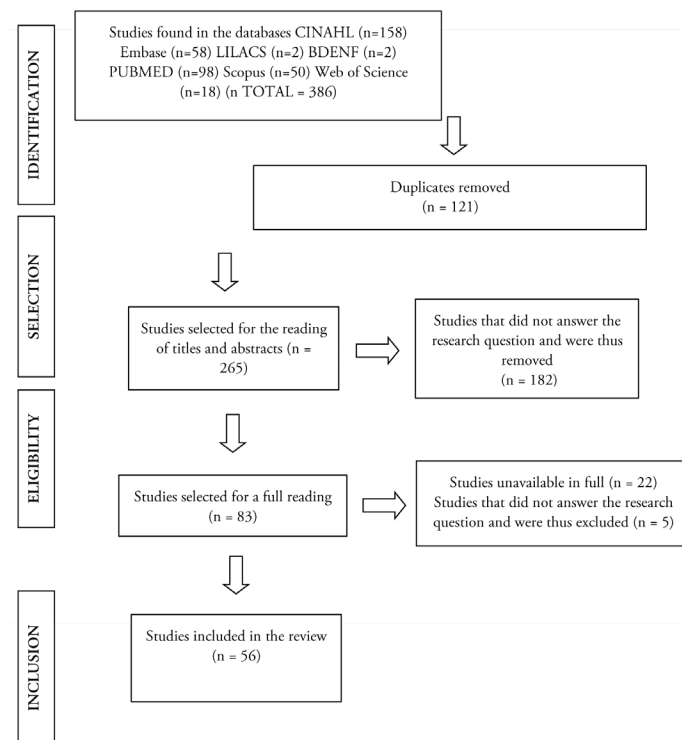 IDENTIFICATION
Studies found in the databases CINAHL (n=158)
Embase (n=58) LILACS (n=2) BDENF (n=2)
PUBMED (n=98) Scopus (n=50) Web of Science
(n=18) (n TOTAL = 386)
Duplicates removed
(n = 121)
SELECTION
Studies selected for the reading
of titles and abstracts (n =
265)
Studies that did not answer the
research question and were thus
removed
(n = 182)
ELIGIBILITY
Studies selected for a full reading
(n = 83)
Studies unavailable in full (n = 22)
Studies that did not answer the research
question and were thus excluded (n = 5)
INCLUSION
Studies included in the review
(n = 56)